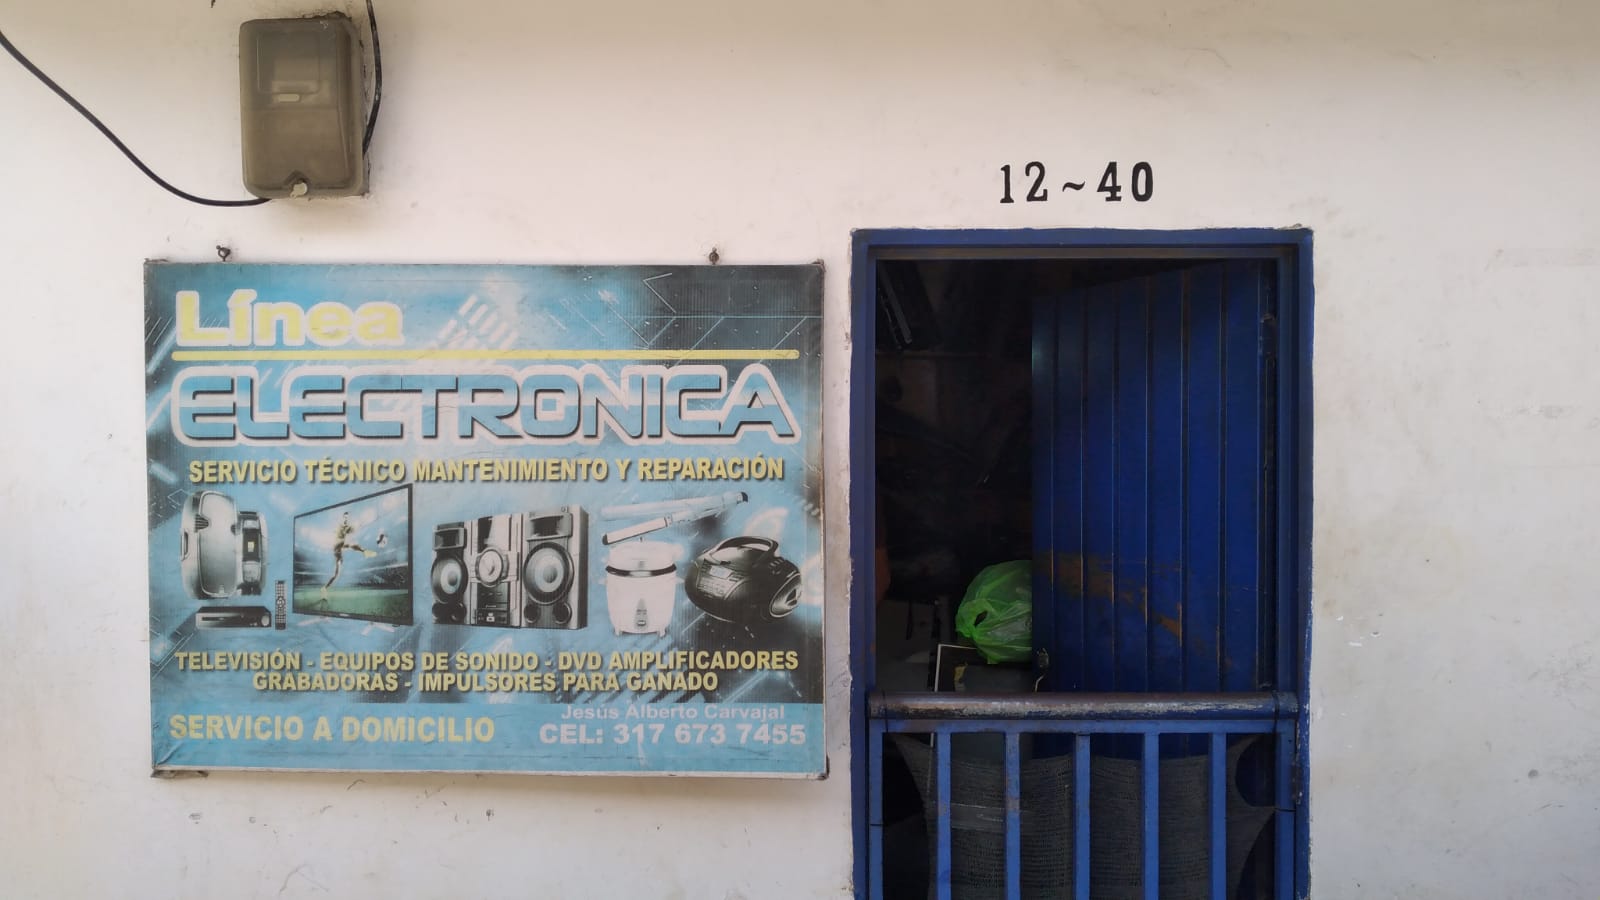 12~40
Línea
ELECTRONICA
SERVICIO TÉCNICO MANTENIMIENTO Y REPARACIÓN
TELEVISIÓN - EQUIPOS DE SONIDO - DVD AMPLIFICADORES
GRABADORAS - IMPULSORES PARA GANADO
SERVICIO A DOMICILIO
Jesús Alberto Carvajal
CEL: 317 673 7455